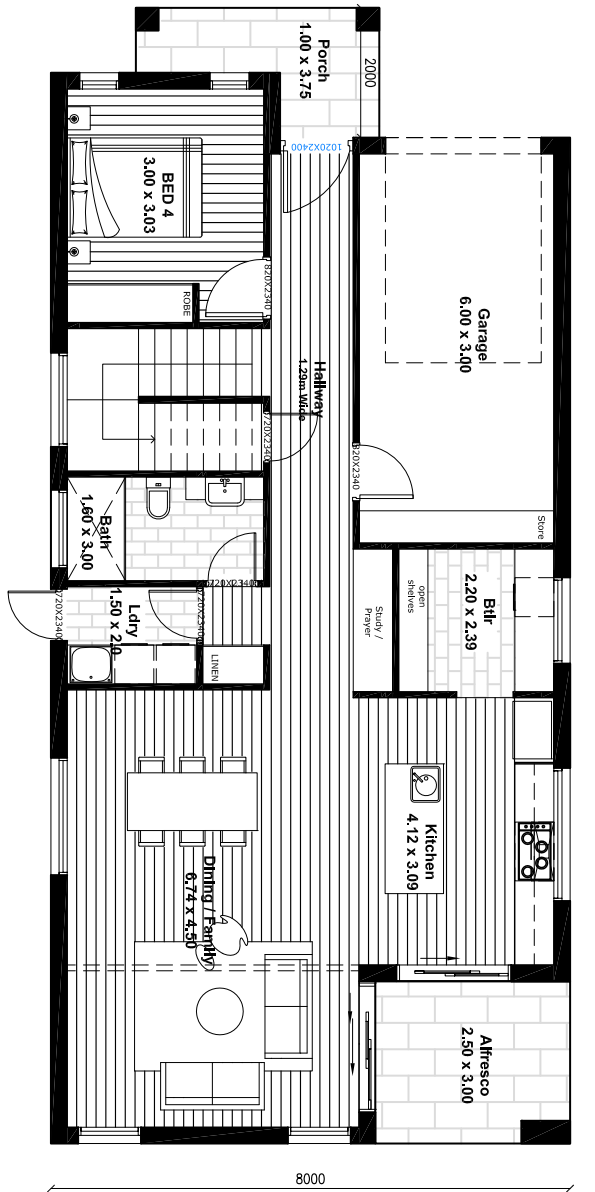 Porch
1.00 x 3.75
2000
1020X2400
BED 4
3.00 x 3.03
820X2340
ROBE
Garage
6.00 x 3.00
Hallway
1.29m Wide
720X2340
820X2340
Store
Bath
1.60 x 3.00
720X2340
Ldry
1.50 x 2.0
720X2340
720X2340
LINEN
Study /
Prayer
open
shelves
Btlr
2.20 x 2.39
Kitchen
4.12 x 3.09
Dining / Family
6.74 x 4.50
Alfresco
2.50 x 3.00
8000